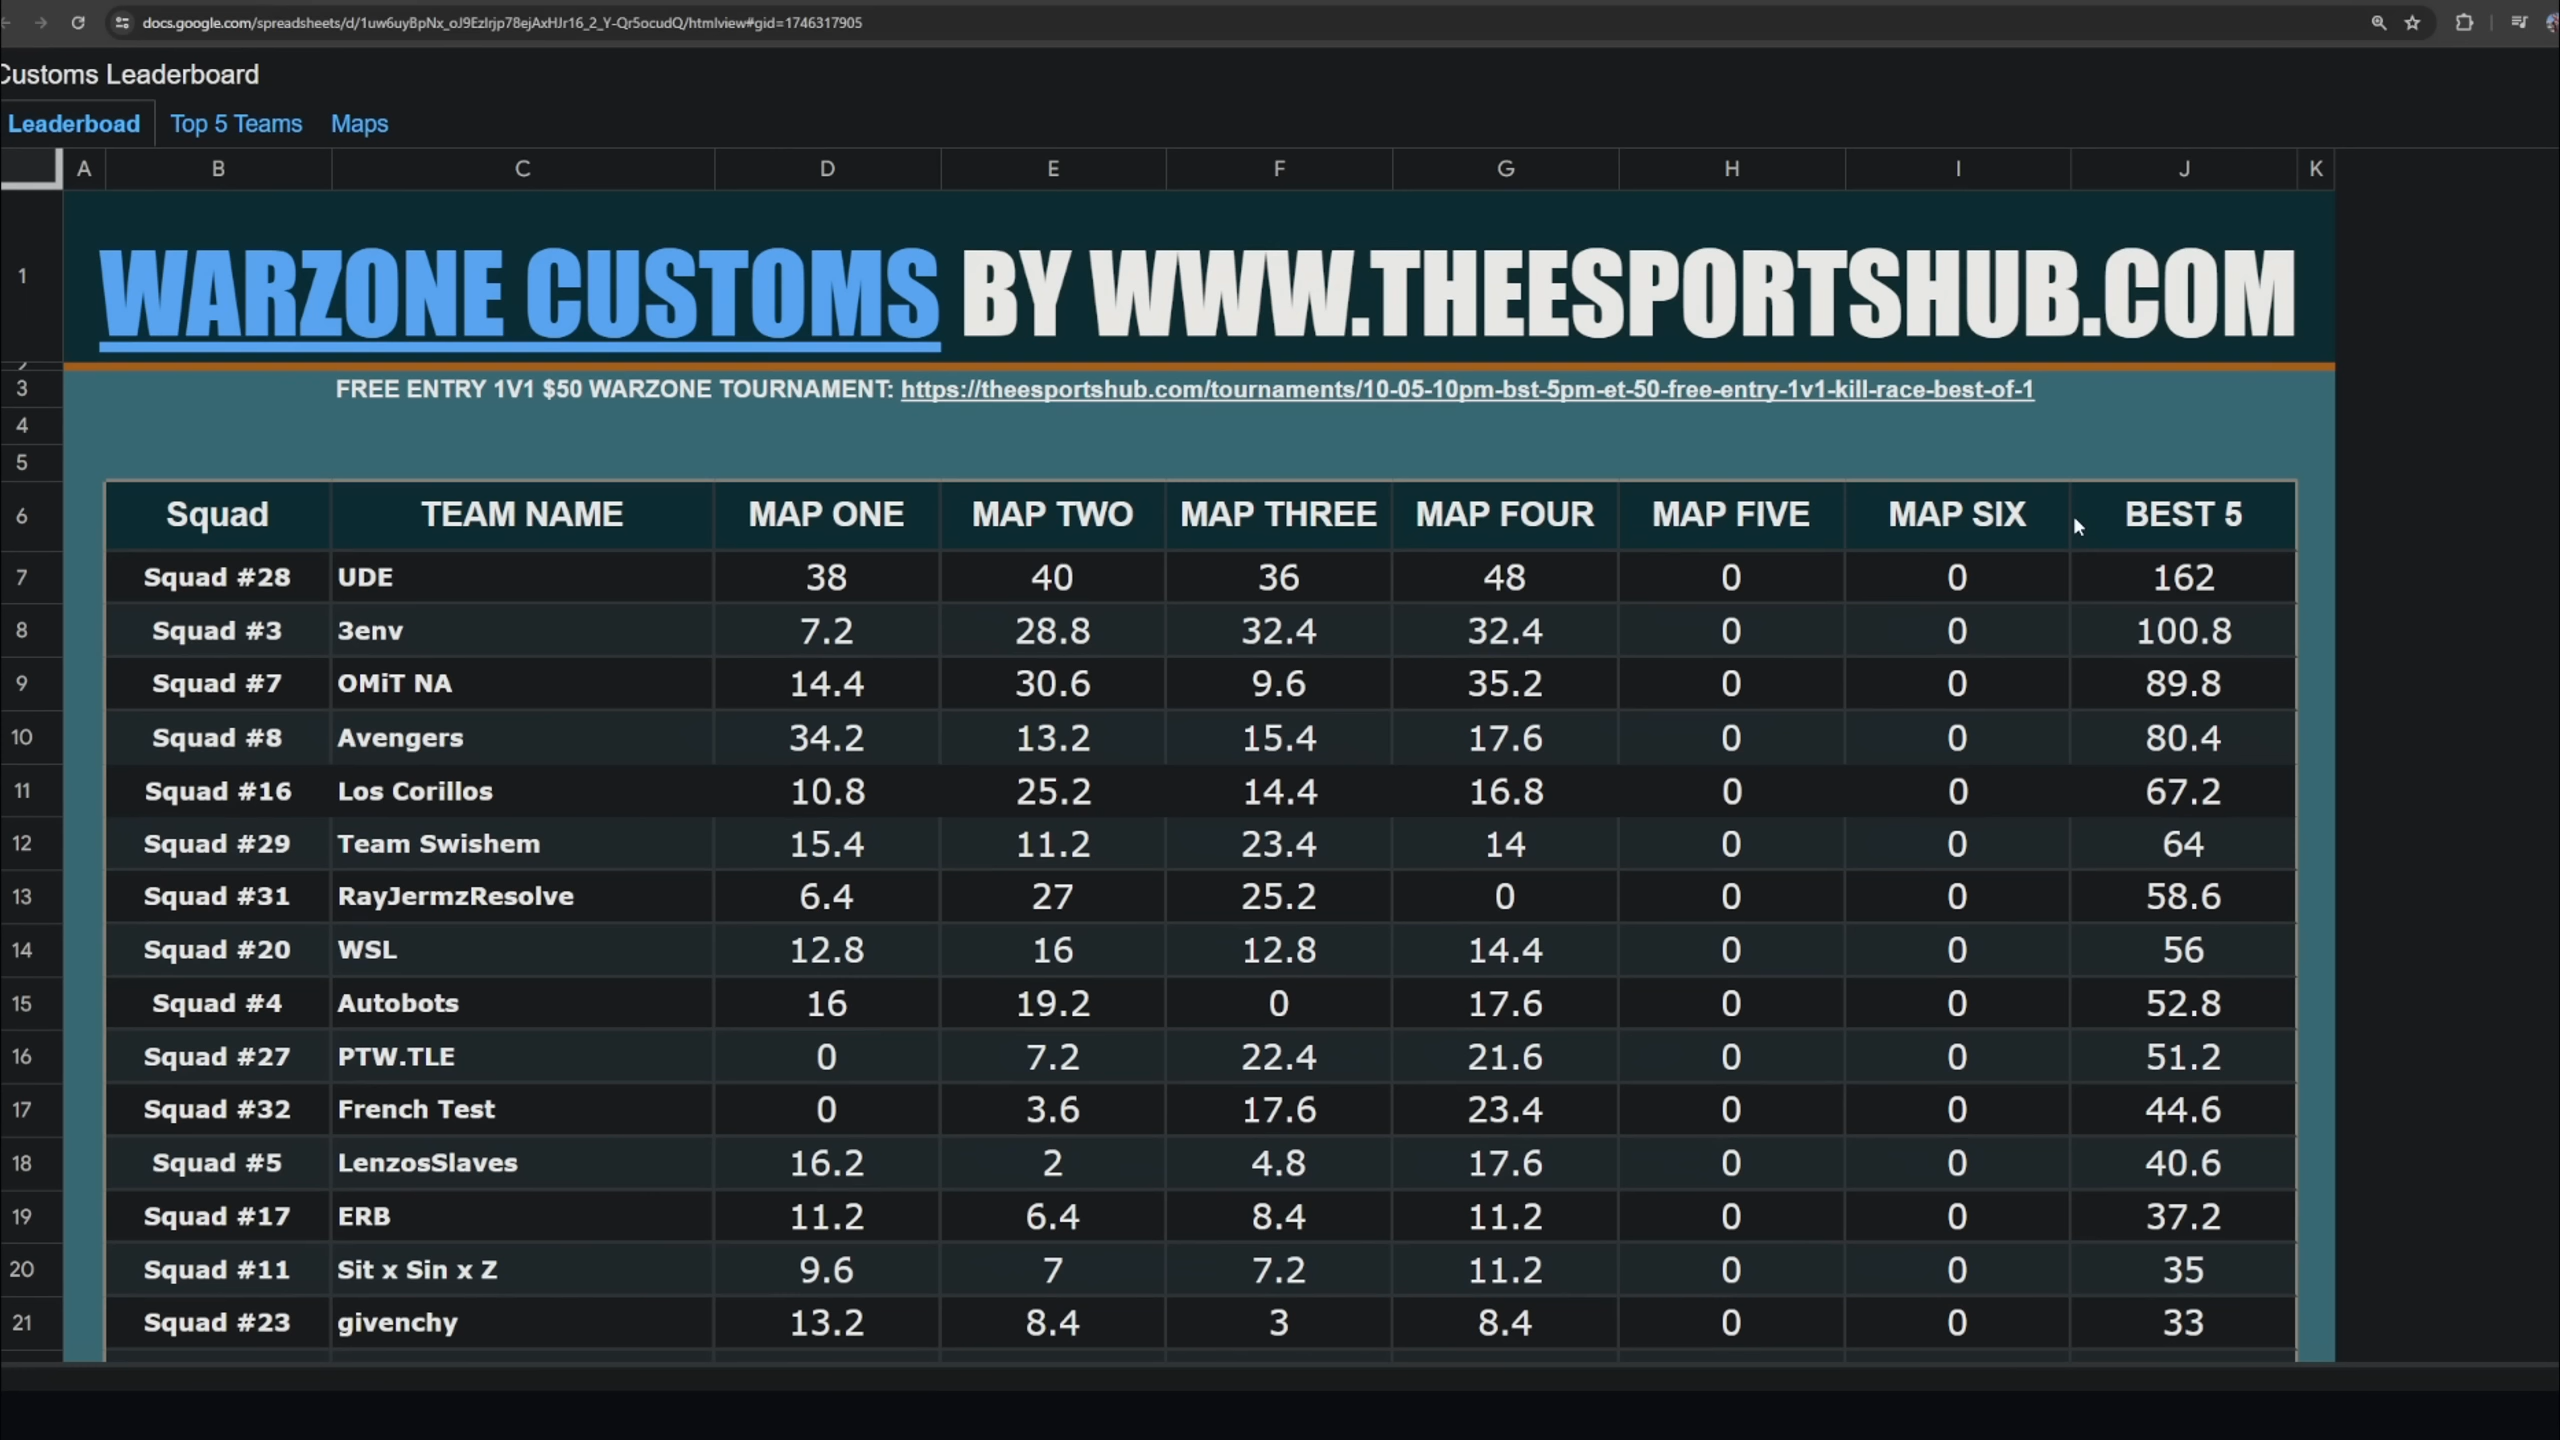 docs.google.com/spreadsheets/d/1uw6uyBpNx_oJ9EzIrjp78ejAxHJr16_2_Y-Qr5ocudQ/htmlview#gid=1746317905
Customs Leaderboard
Leaderboad Top 5 Teams Maps
A B C D E F G H I J K
1 WARZONE CUSTOMS BY WWW.THEESPORTSHUB.COM
3 FREE ENTRY 1V1 $50 WARZONE TOURNAMENT: https://theesportshub.com/tournaments/10-05-10pm-bst-5pm-et-50-free-entry-1v1-kill-race-best-of-1
4
5
6 Squad TEAM NAME MAP ONE MAP TWO MAP THREE MAP FOUR MAP FIVE MAP SIX BEST 5
7 Squad #28 UDE 38 40 36 48 0 0 162
8 Squad #3 3env 7.2 28.8 32.4 32.4 0 0 100.8
9 Squad #7 OMiT NA 14.4 30.6 9.6 35.2 0 0 89.8
10 Squad #8 Avengers 34.2 13.2 15.4 17.6 0 0 80.4
11 Squad #16 Los Corillos 10.8 25.2 14.4 16.8 0 0 67.2
12 Squad #29 Team Swishem 15.4 11.2 23.4 14 0 0 64
13 Squad #31 RayJermzResolve 6.4 27 25.2 0 0 0 58.6
14 Squad #20 WSL 12.8 16 12.8 14.4 0 0 56
15 Squad #4 Autobots 16 19.2 0 17.6 0 0 52.8
16 Squad #27 PTW.TLE 0 7.2 22.4 21.6 0 0 51.2
17 Squad #32 French Test 0 3.6 17.6 23.4 0 0 44.6
18 Squad #5 LenzosSlaves 16.2 2 4.8 17.6 0 0 40.6
19 Squad #17 ERB 11.2 6.4 8.4 11.2 0 0 37.2
20 Squad #11 Sit x Sin x Z 9.6 7 7.2 11.2 0 0 35
21 Squad #23 givenchy 13.2 8.4 3 8.4 0 0 33